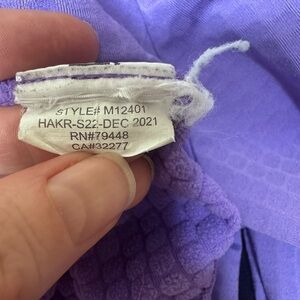 STYLE# M12401
HAKR-S22-DEC 2021
RN#79448
CA#32277